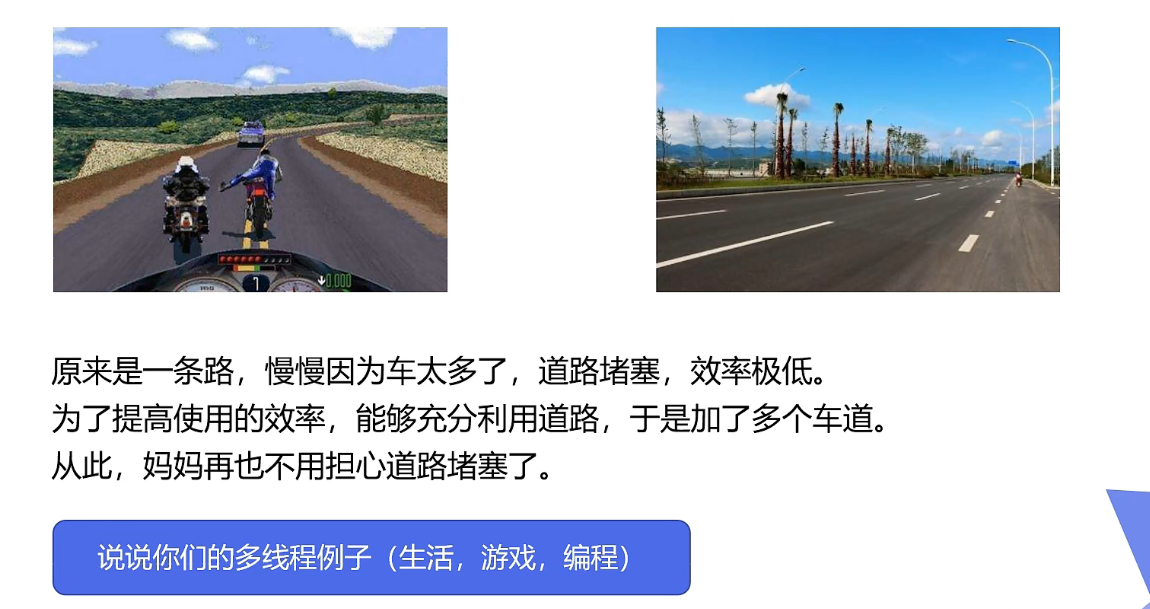 7
0.000
原来是一条路，慢慢因为车太多了，道路堵塞，效率极低。
为了提高使用的效率，能够充分利用道路，于是加了多个车道。
从此，妈妈再也不用担心道路堵塞了。
说说你们的多线程例子（生活，游戏，编程）